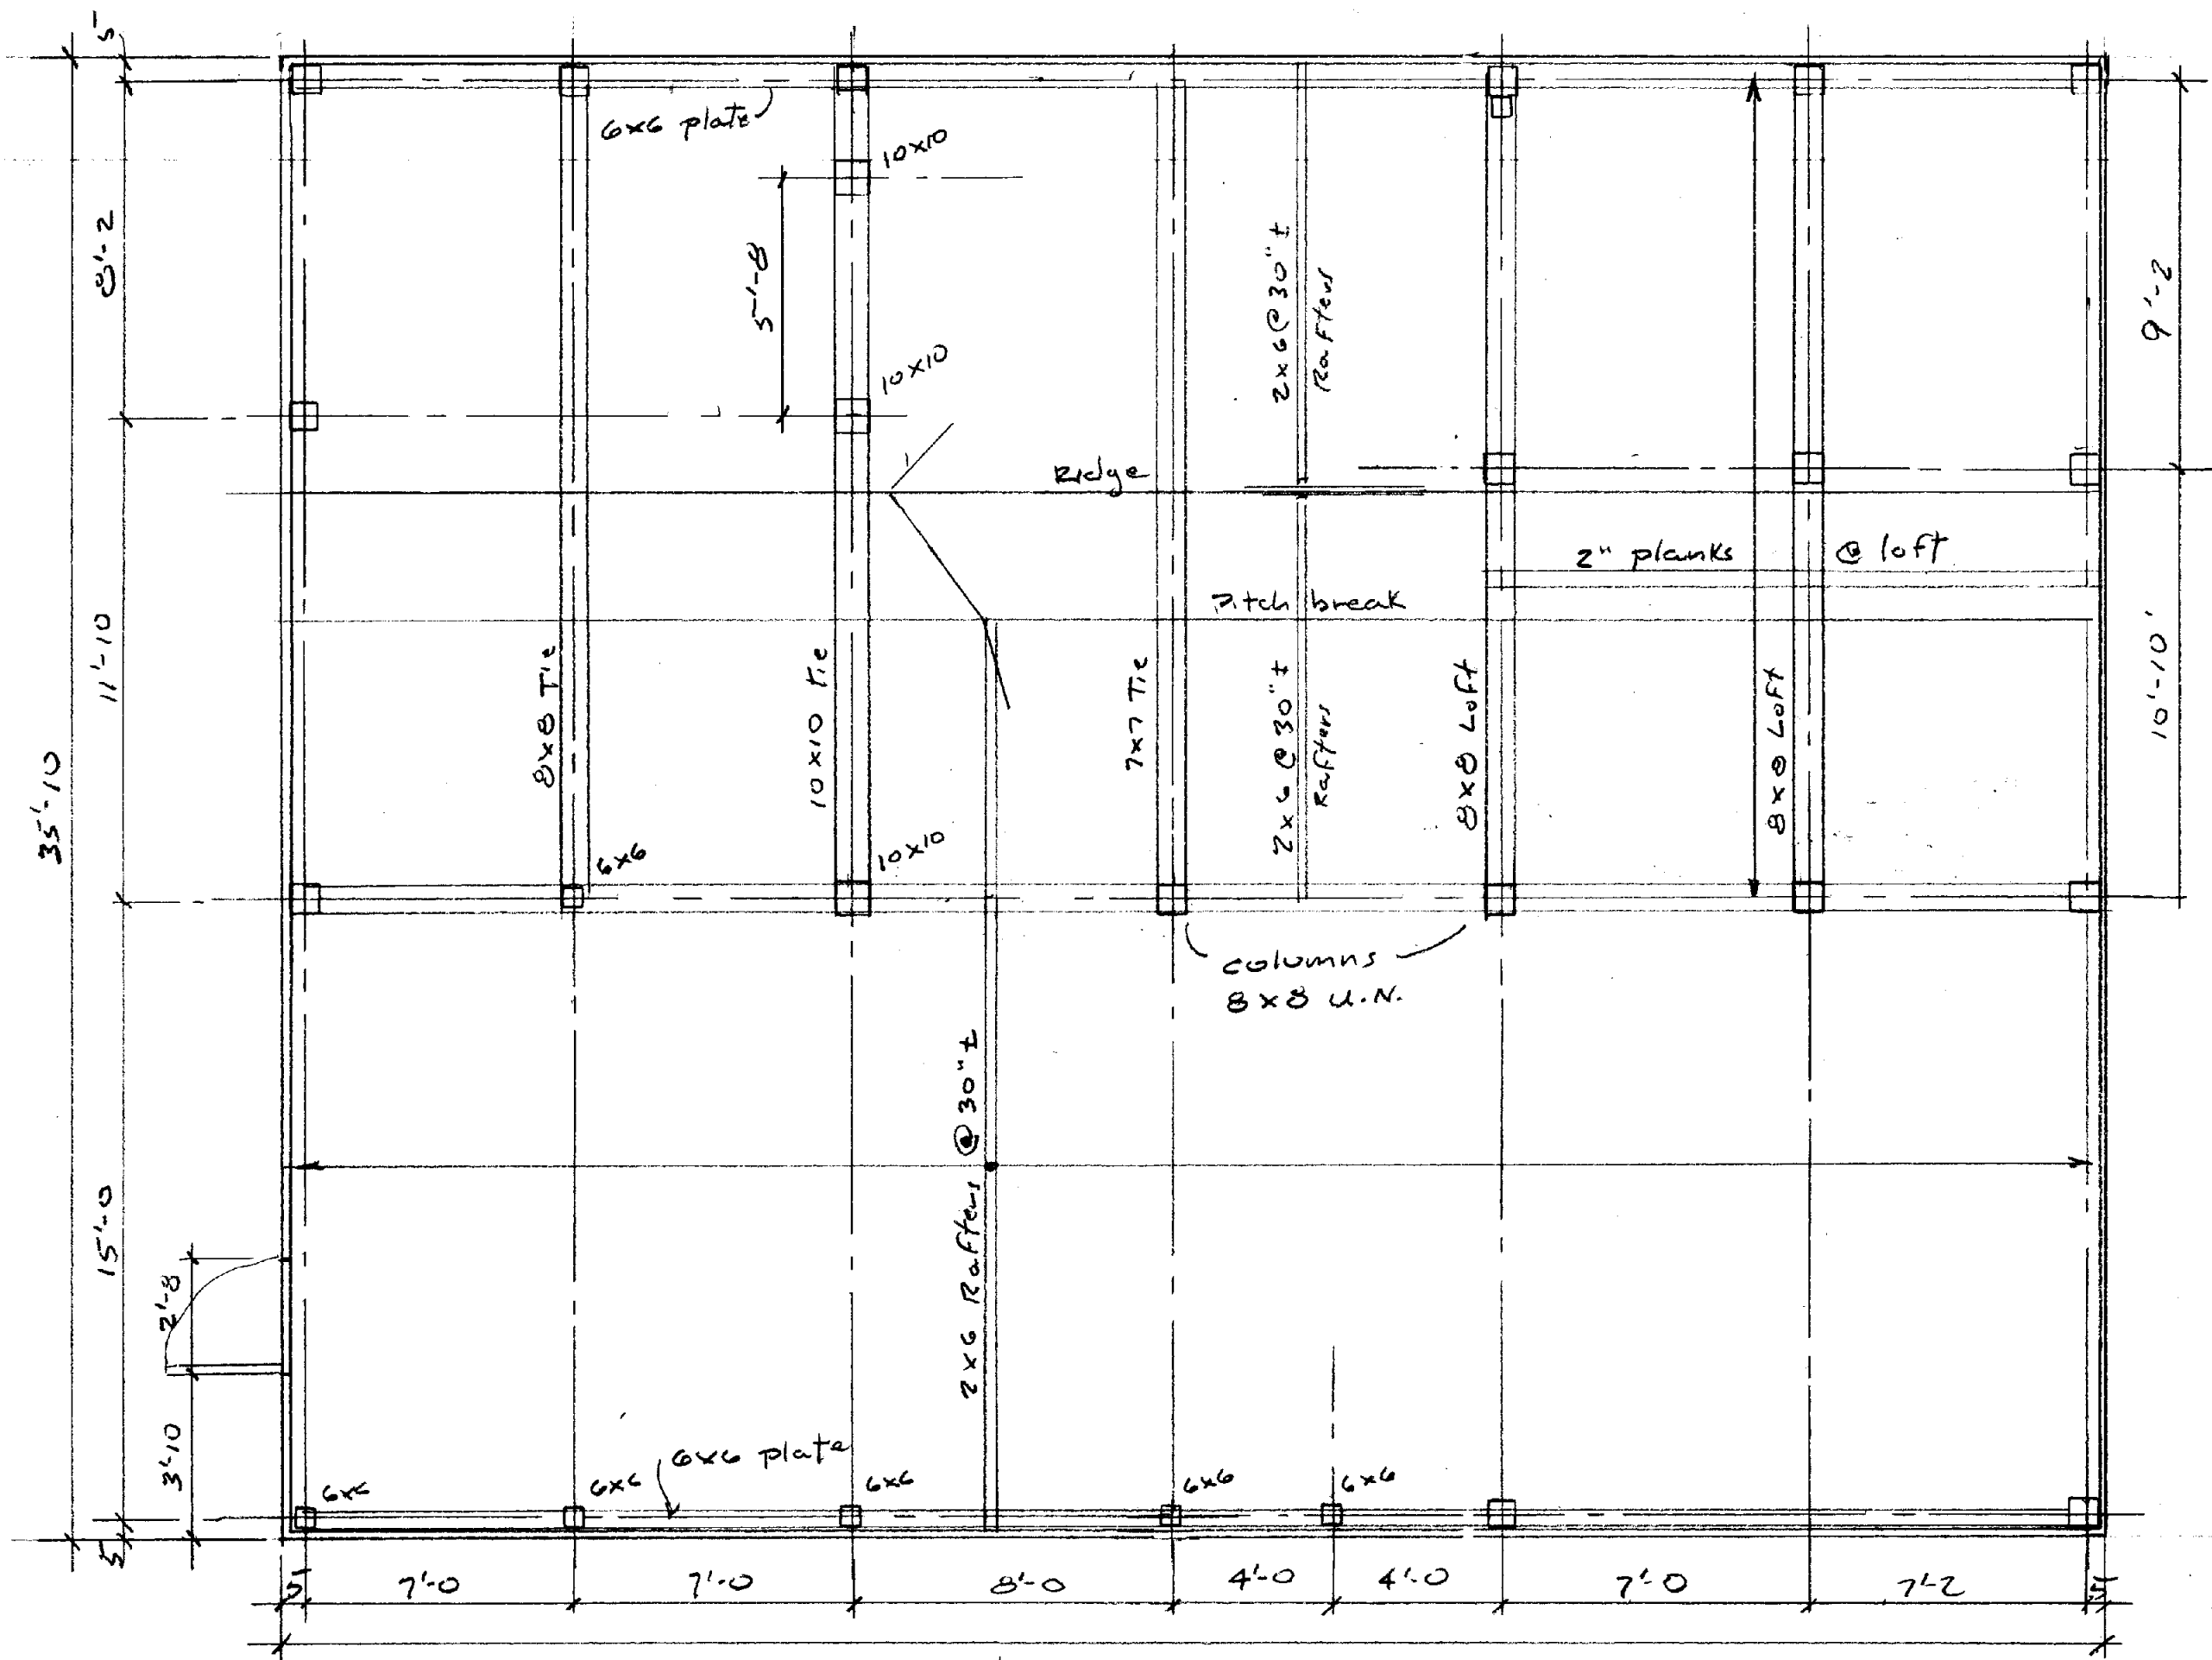 5
6x6 plate
10x10
8'-2
5'-8
2x6@30"±
Rafters
9'-2
10x10
Ridge
2" planks @ loft
Pitch break
11'-10
8x8 Tie
10x10 Tie
7x7 Tie
2x6@30"±
Rafters
8x8 Loft
8x8 Loft
10'-10'
35'-10
6x6
10x10
columns
8x8 U.N.
15'-0
2'-8
2x6 Rafters @30"±
3'-10
6x6
6x6
6x6 plate
6x6
6x6
6x6
5
5
7'-0
7'-0
8'-0
4'-0
4'-0
7'-0
7'-2
5